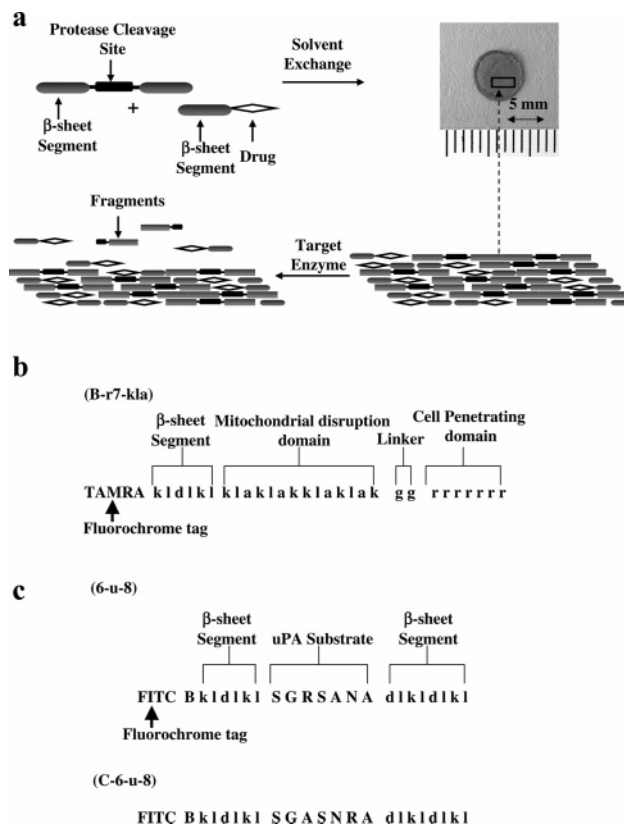 a
Protease Cleavage
Site
Solvent
Exchange
β-sheet
Segment
+
β-sheet
Segment
Drug
5 mm
Fragments
Target
Enzyme
b
(B-r7-kla)
β-sheet
Segment
Mitochondrial disruption
domain
Linker
Cell Penetrating
domain
TAMRA k l d l k l k l a k l a k k l a k l a k g g r r r r r r r
Fluorochrome tag
c
(6-u-8)
β-sheet
Segment
uPA Substrate
β-sheet
Segment
FITC B k l d l k l S G R S A N A d l k l d l k l
Fluorochrome tag
(C-6-u-8)
FITC B k l d l k l S G A S N R A d l k l d l k l